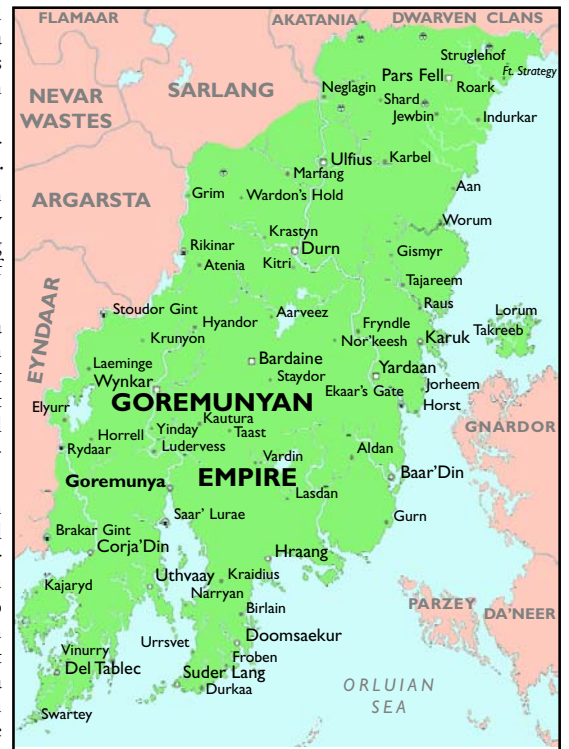 FLAMAAR
AKATANIA
DWARVEN CLANS
Struglehof
Pars Fell
Ft. Strategy
SARLANG
Neglagin
Roark
NEVAR
WASTES
Shard
Jewbin
Indurkar
Ulfius
Karbel
Marfang
ARGARSTA
Grim
Wardon's Hold
Aan
Worum
Krastyn
Rikinar
Durn
Gismyr
Atenia
Kitri
Tajareem
Raus
Stoudor Gint
Aarveez
Lorum
Takreeb
EYNDAAR
Hyandor
Fryndle
Krunyon
Nor'keesh
Karuk
Bardaine
Laeminge
Staydor
Yardaan
Wynkar
Ekaar's Gate
Jorheem
GOREMUNYAN
Horst
Elyurr
Kautura
GNARDOR
Yinday
Taast
Horrell
Ludervess
Rydaar
Vardin
Aldan
EMPIRE
Goremunya
Baar'Din
Lasdan
Saar' Lurae
Gurn
Brakar Gint
Corja'Din
Hraang
Uthvaay
Kraidius
Kajaryd
Narryan
PARZEY
DA'NEER
Birlain
Urrsvet
Doomsaekur
Vinurry
Froben
Del Tablec
Suder Lang
ORLUIAN
SEA
Durkaa
Swartey